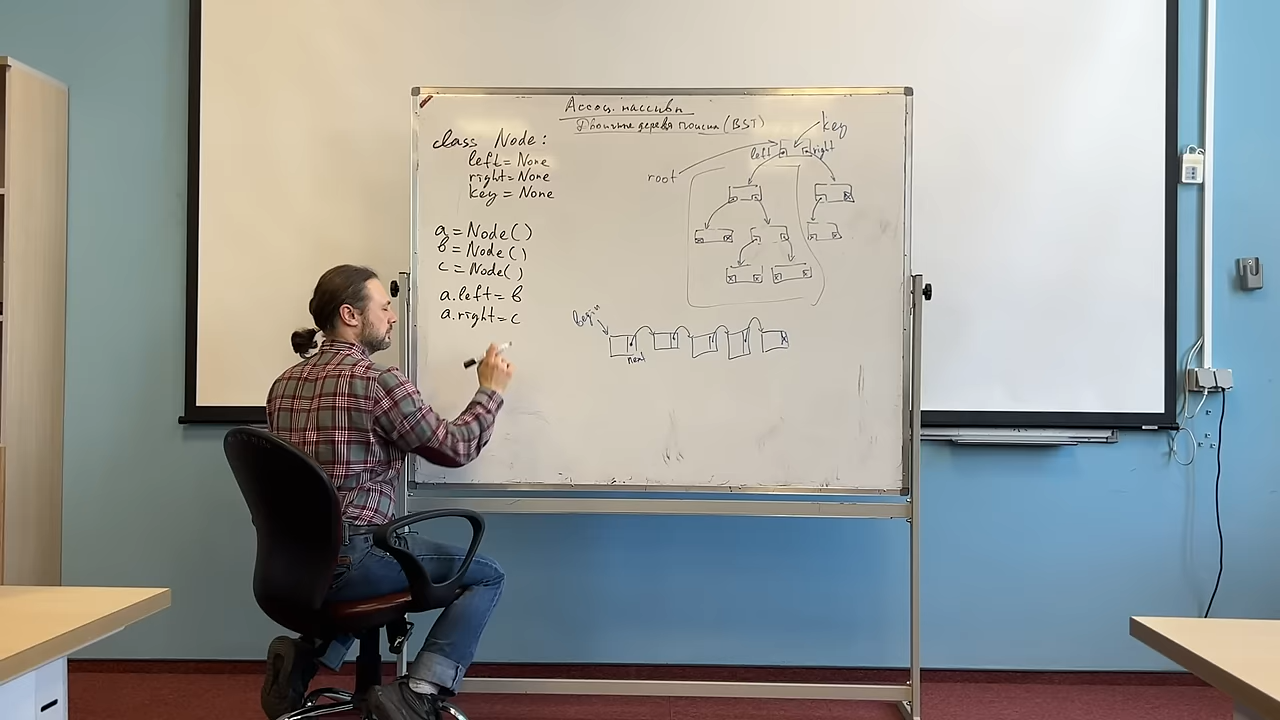 Ассоц. массивы
Двоичные деревья поиска (BST)
class Node:
left = None
right = None
key = None
a = Node()
b = Node()
c = Node()
a.left = b
a.right = c
key
left
right
root
Begin
next